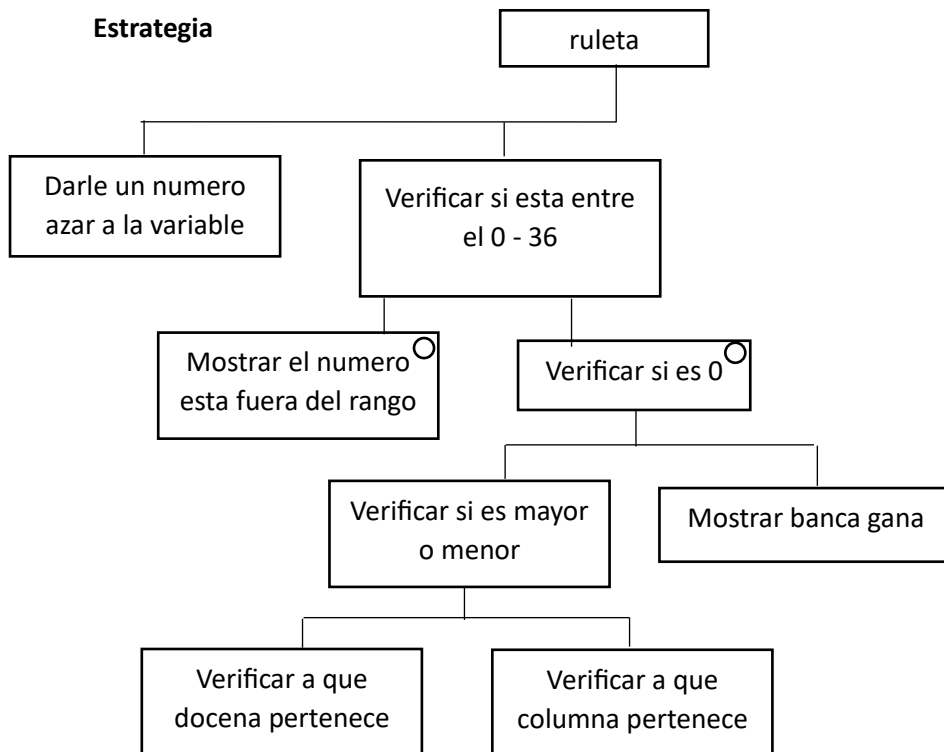 Estrategia
ruleta
Darle un numero
azar a la variable
Verificar si esta entre
el 0 - 36
Mostrar el numero
esta fuera del rango
Verificar si es 0
Verificar si es mayor
o menor
Mostrar banca gana
Verificar a que
docena pertenece
Verificar a que
columna pertenece